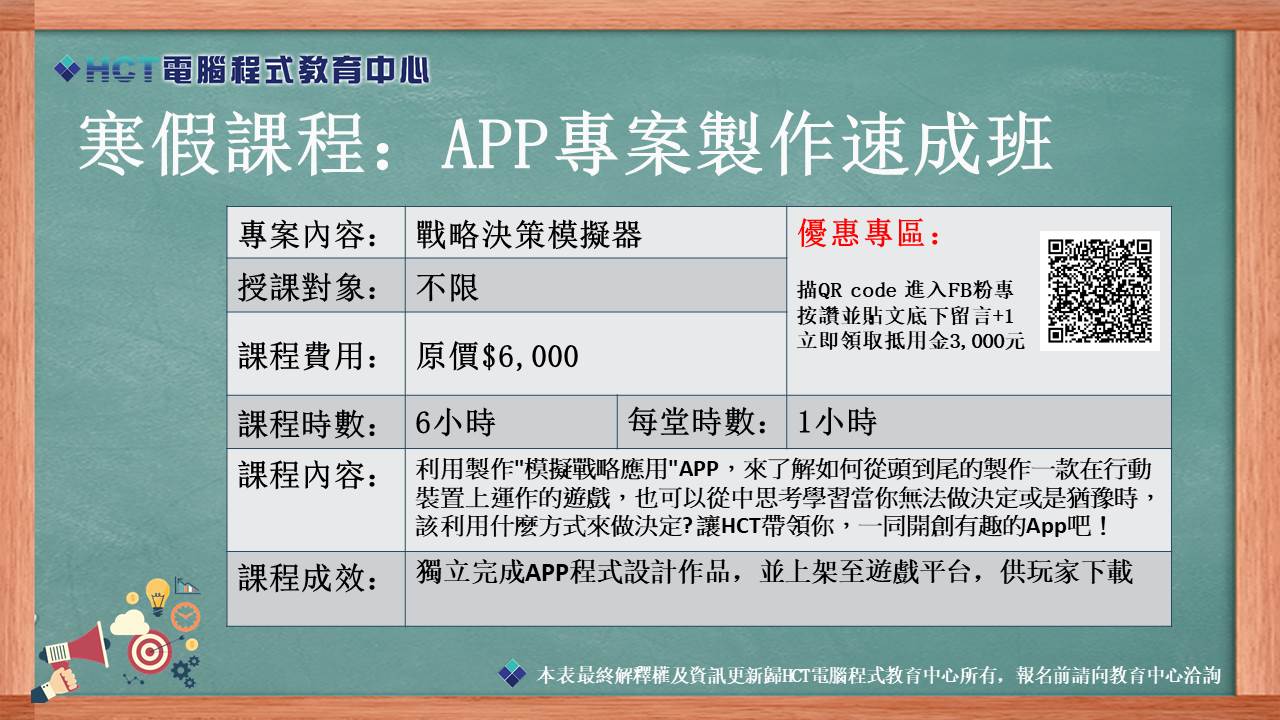 HCT電腦程式教育中心
寒假課程：APP專案製作速成班
專案內容：
戰略決策模擬器
授課對象：
不限
課程費用：
原價$6,000
優惠專區：
描QR code 進入FB粉專
按讚並貼文底下留言+1
立即領取抵用金3,000元
課程時數：
6小時
每堂時數：
1小時
課程內容：
利用製作"模擬戰略應用"APP，來了解如何從頭到尾的製作一款在行動
裝置上運作的遊戲，也可以從中思考學習當你無法做決定或是猶豫時，
該利用什麼方式來做決定? 讓HCT帶領你，一同開創有趣的App吧！
課程成效：
獨立完成APP程式設計作品，並上架至遊戲平台，供玩家下載
本表最終解釋權及資訊更新歸HCT電腦程式教育中心所有，報名前請向教育中心洽詢